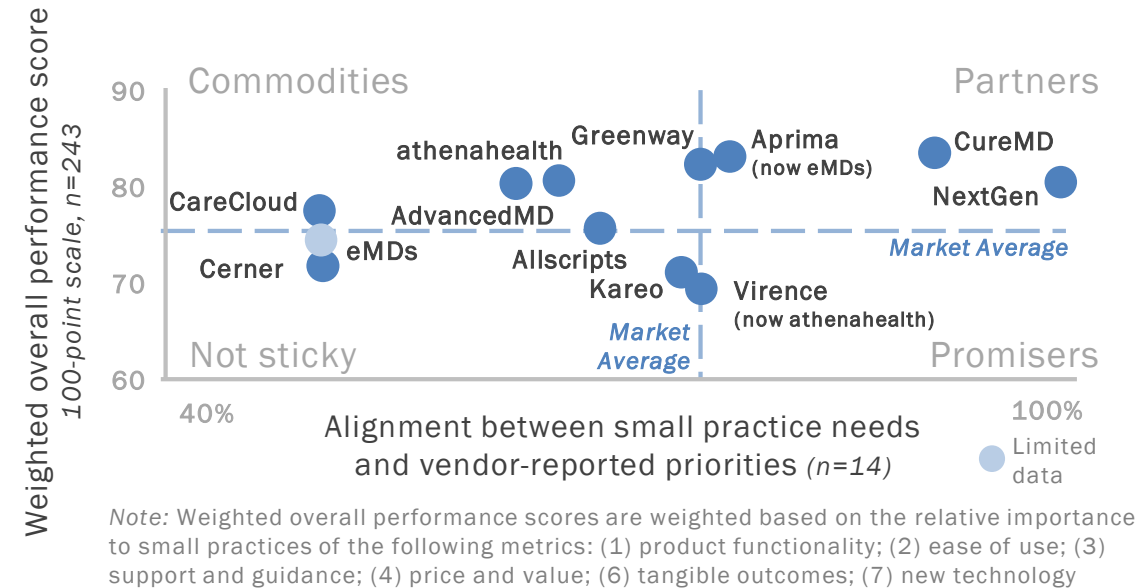 Weighted overall performance score
100-point scale, n=243
Commodities
Partners
90
80
70
60
Greenway
Aprima
(now eMDs)
CureMD
athenahealth
NextGen
CareCloud
AdvancedMD
Market Average
eMDs
Cerner
Allscripts
Kareo
Virence
(now athenahealth)
Market
Average
Not sticky
Promisers
40%
100%
Alignment between small practice needs
and vendor-reported priorities (n=14)
Limited
data
Note: Weighted overall performance scores are weighted based on the relative importance
to small practices of the following metrics: (1) product functionality; (2) ease of use; (3)
support and guidance; (4) price and value; (6) tangible outcomes; (7) new technology